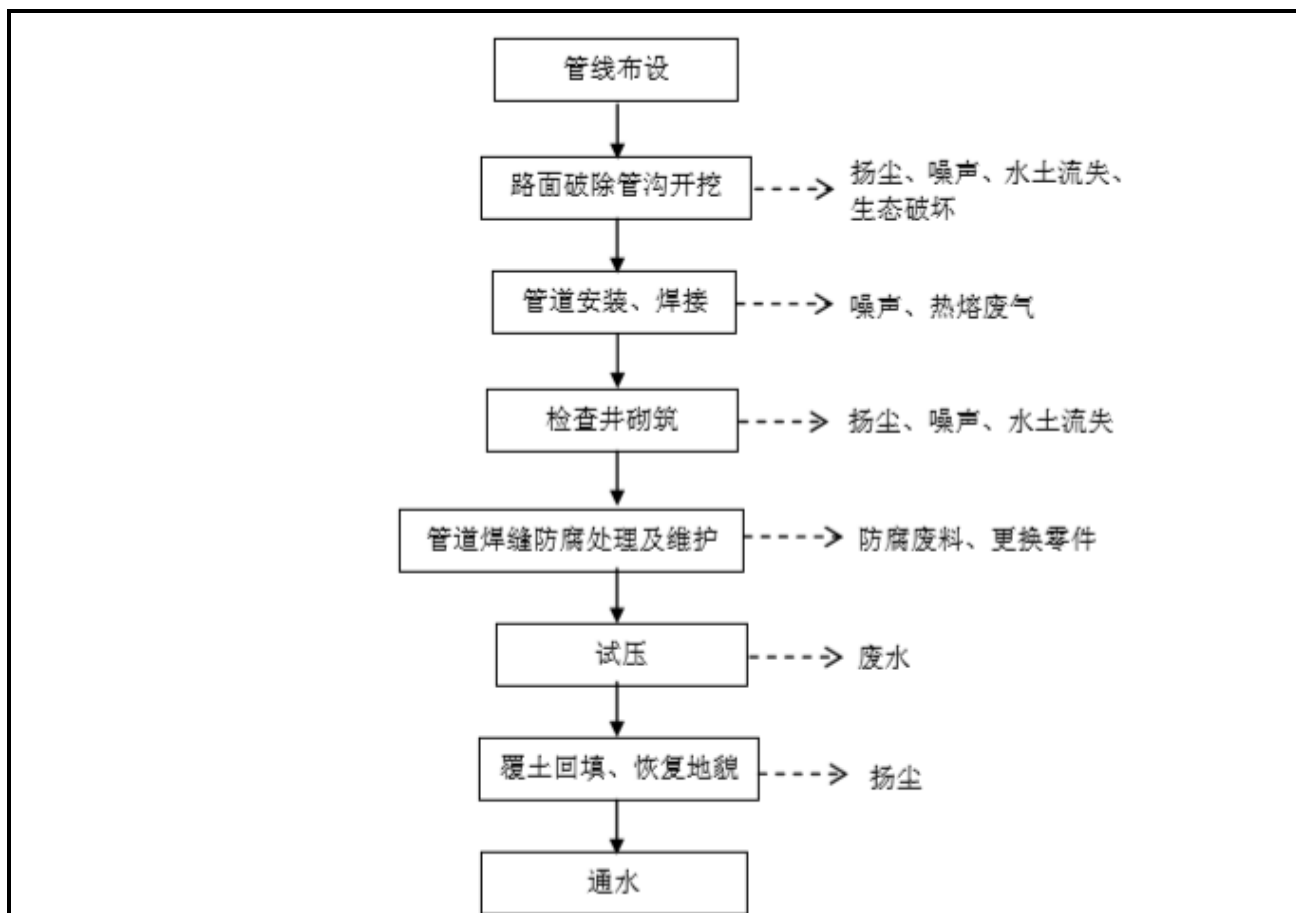 管线布设
路面破除管沟开挖
扬尘、噪声、水土流失、
生态破坏
管道安装、焊接
噪声、热熔废气
检查井砌筑
扬尘、噪声、水土流失
管道焊缝防腐处理及维护
防腐废料、更换零件
试压
废水
覆土回填、恢复地貌
扬尘
通水